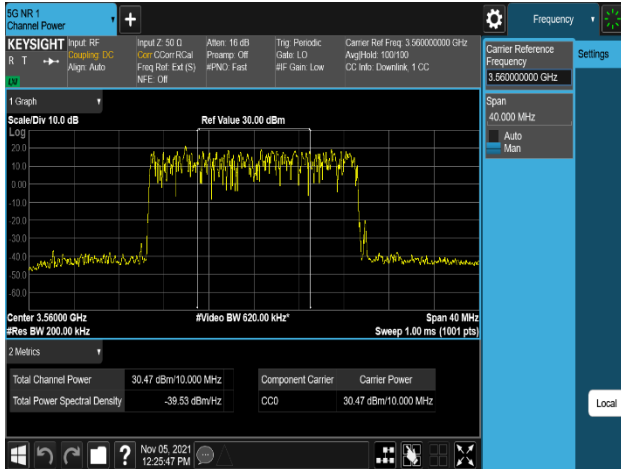 5G NR 1
Channel Power
Frequency
KEYSIGHT
R T
LXI
Input: RF
Coupling: DC
Align: Auto
Input Z: 50 Ω
Corr CCorr RCal
Freq Ref: Ext (S)
NFE: Off
Atten: 16 dB
Preamp: Off
#PNO: Fast
Trig: Periodic
Gate: LO
#IF Gain: Low
Carrier Ref Freq: 3.560000000 GHz
Avg|Hold: 100/100
CC Info: Downlink, 1 CC
Carrier Reference
Frequency
3.560000000 GHz
Settings
Span
40.000 MHz
Auto
Man
1 Graph
Scale/Div 10.0 dB
Ref Value 30.00 dBm
Log
20.0
10.0
0.00
-10.0
-20.0
-30.0
-40.0
-50.0
-60.0
Center 3.56000 GHz
#Video BW 620.00 kHz*
Span 40 MHz
#Res BW 200.00 kHz
Sweep 1.00 ms (1001 pts)
2 Metrics
Total Channel Power 30.47 dBm/10.000 MHz
Total Power Spectral Density -39.53 dBm/Hz
Component Carrier Carrier Power
CC0 30.47 dBm/10.000 MHz
Local
?
Nov 05, 2021
12:25:47 PM